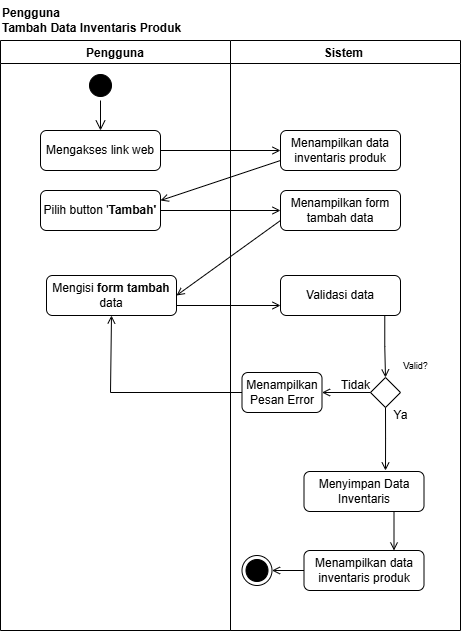 Pengguna
Tambah Data Inventaris Produk
Pengguna
Sistem
Mengakses link web
Menampilkan data
inventaris produk
Pilih button 'Tambah'
Menampilkan form
tambah data
Mengisi form tambah
data
Validasi data
Valid?
Tidak
Menampilkan
Pesan Error
Ya
Menyimpan Data
Inventaris
Menampilkan data
inventaris produk